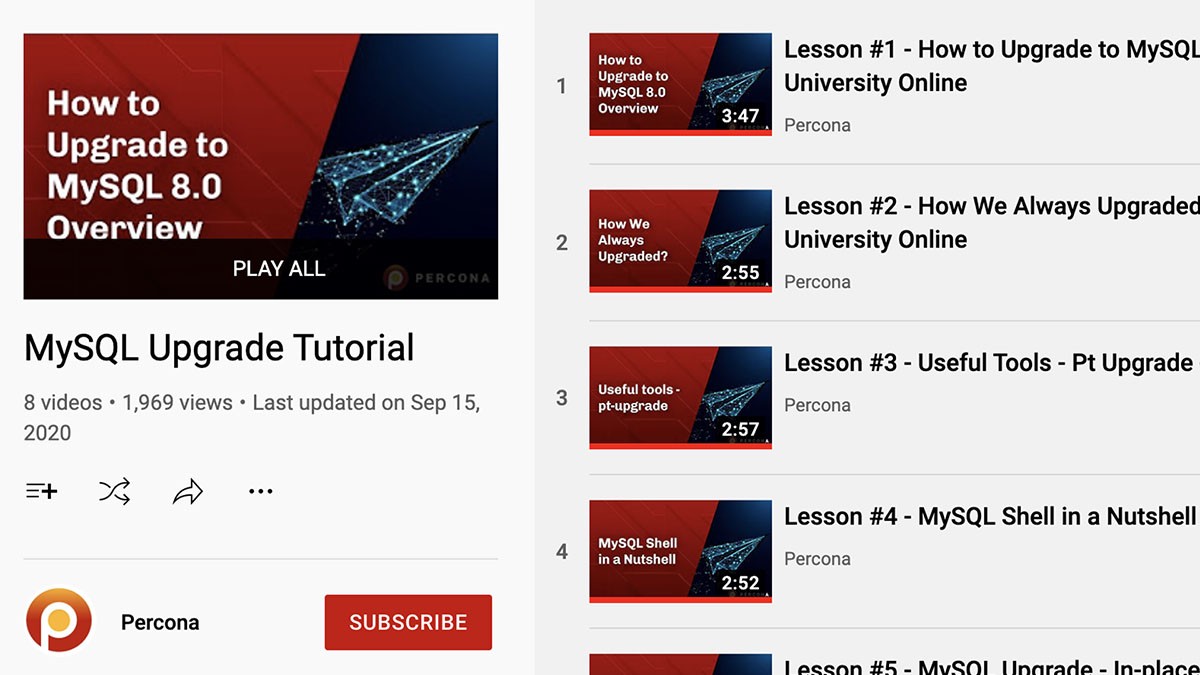 How to
Upgrade to
MySQL 8.0
Overview
PLAY ALL
PERCONA
MySQL Upgrade Tutorial
8 videos • 1,969 views • Last updated on Sep 15,
2020
Percona
SUBSCRIBE
1
How to
Upgrade to
MySQL 8.0
Overview
3:47
Lesson #1 - How to Upgrade to MySQL
University Online
Percona
2
How We
Always
Upgraded?
2:55
Lesson #2 - How We Always Upgraded
University Online
Percona
3
Useful tools -
pt-upgrade
2:57
Lesson #3 - Useful Tools - Pt Upgrade
Percona
4
MySQL Shell
in a Nutshell
2:52
Lesson #4 - MySQL Shell in a Nutshell
Percona
Lesson #5 - MySQL Upgrade - In-place